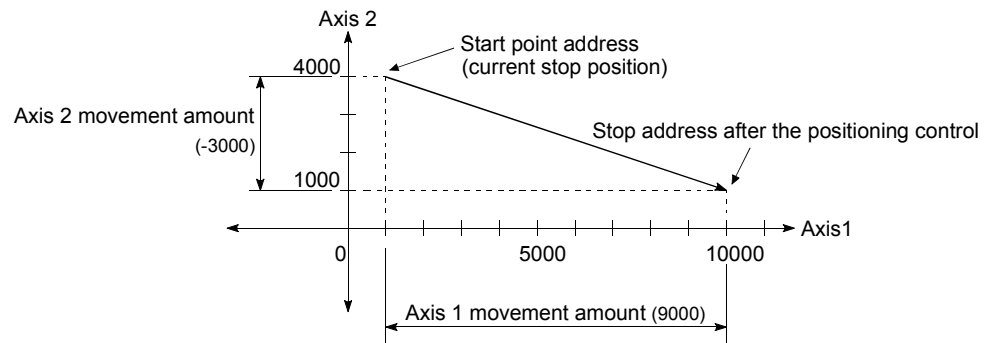 Axis 2
Start point address
(current stop position)
4000
Axis 2 movement amount
(-3000)
Stop address after the positioning control
1000
Axis1
0
5000
10000
Axis 1 movement amount (9000)